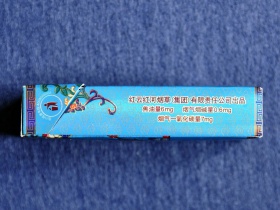 红云红河烟草(集团)有限责任公司出品
焦油量6mg 烟气烟碱量0.6mg
烟气一氧化碳量7mg